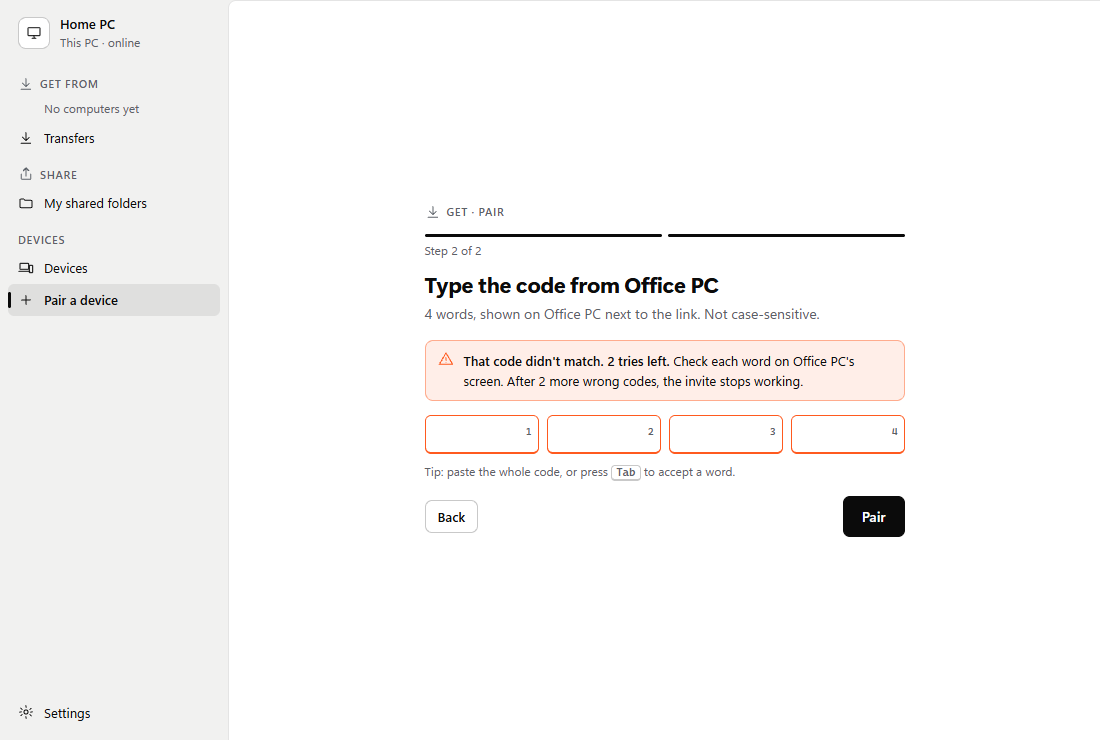 Home PC
This PC · online
GET FROM
No computers yet
Transfers
SHARE
My shared folders
DEVICES
Devices
Pair a device
Settings
GET · PAIR
Step 2 of 2
Type the code from Office PC
4 words, shown on Office PC next to the link. Not case-sensitive.
That code didn't match. 2 tries left. Check each word on Office PC's
screen. After 2 more wrong codes, the invite stops working.
1 2 3 4
Tip: paste the whole code, or press Tab to accept a word.
Back Pair